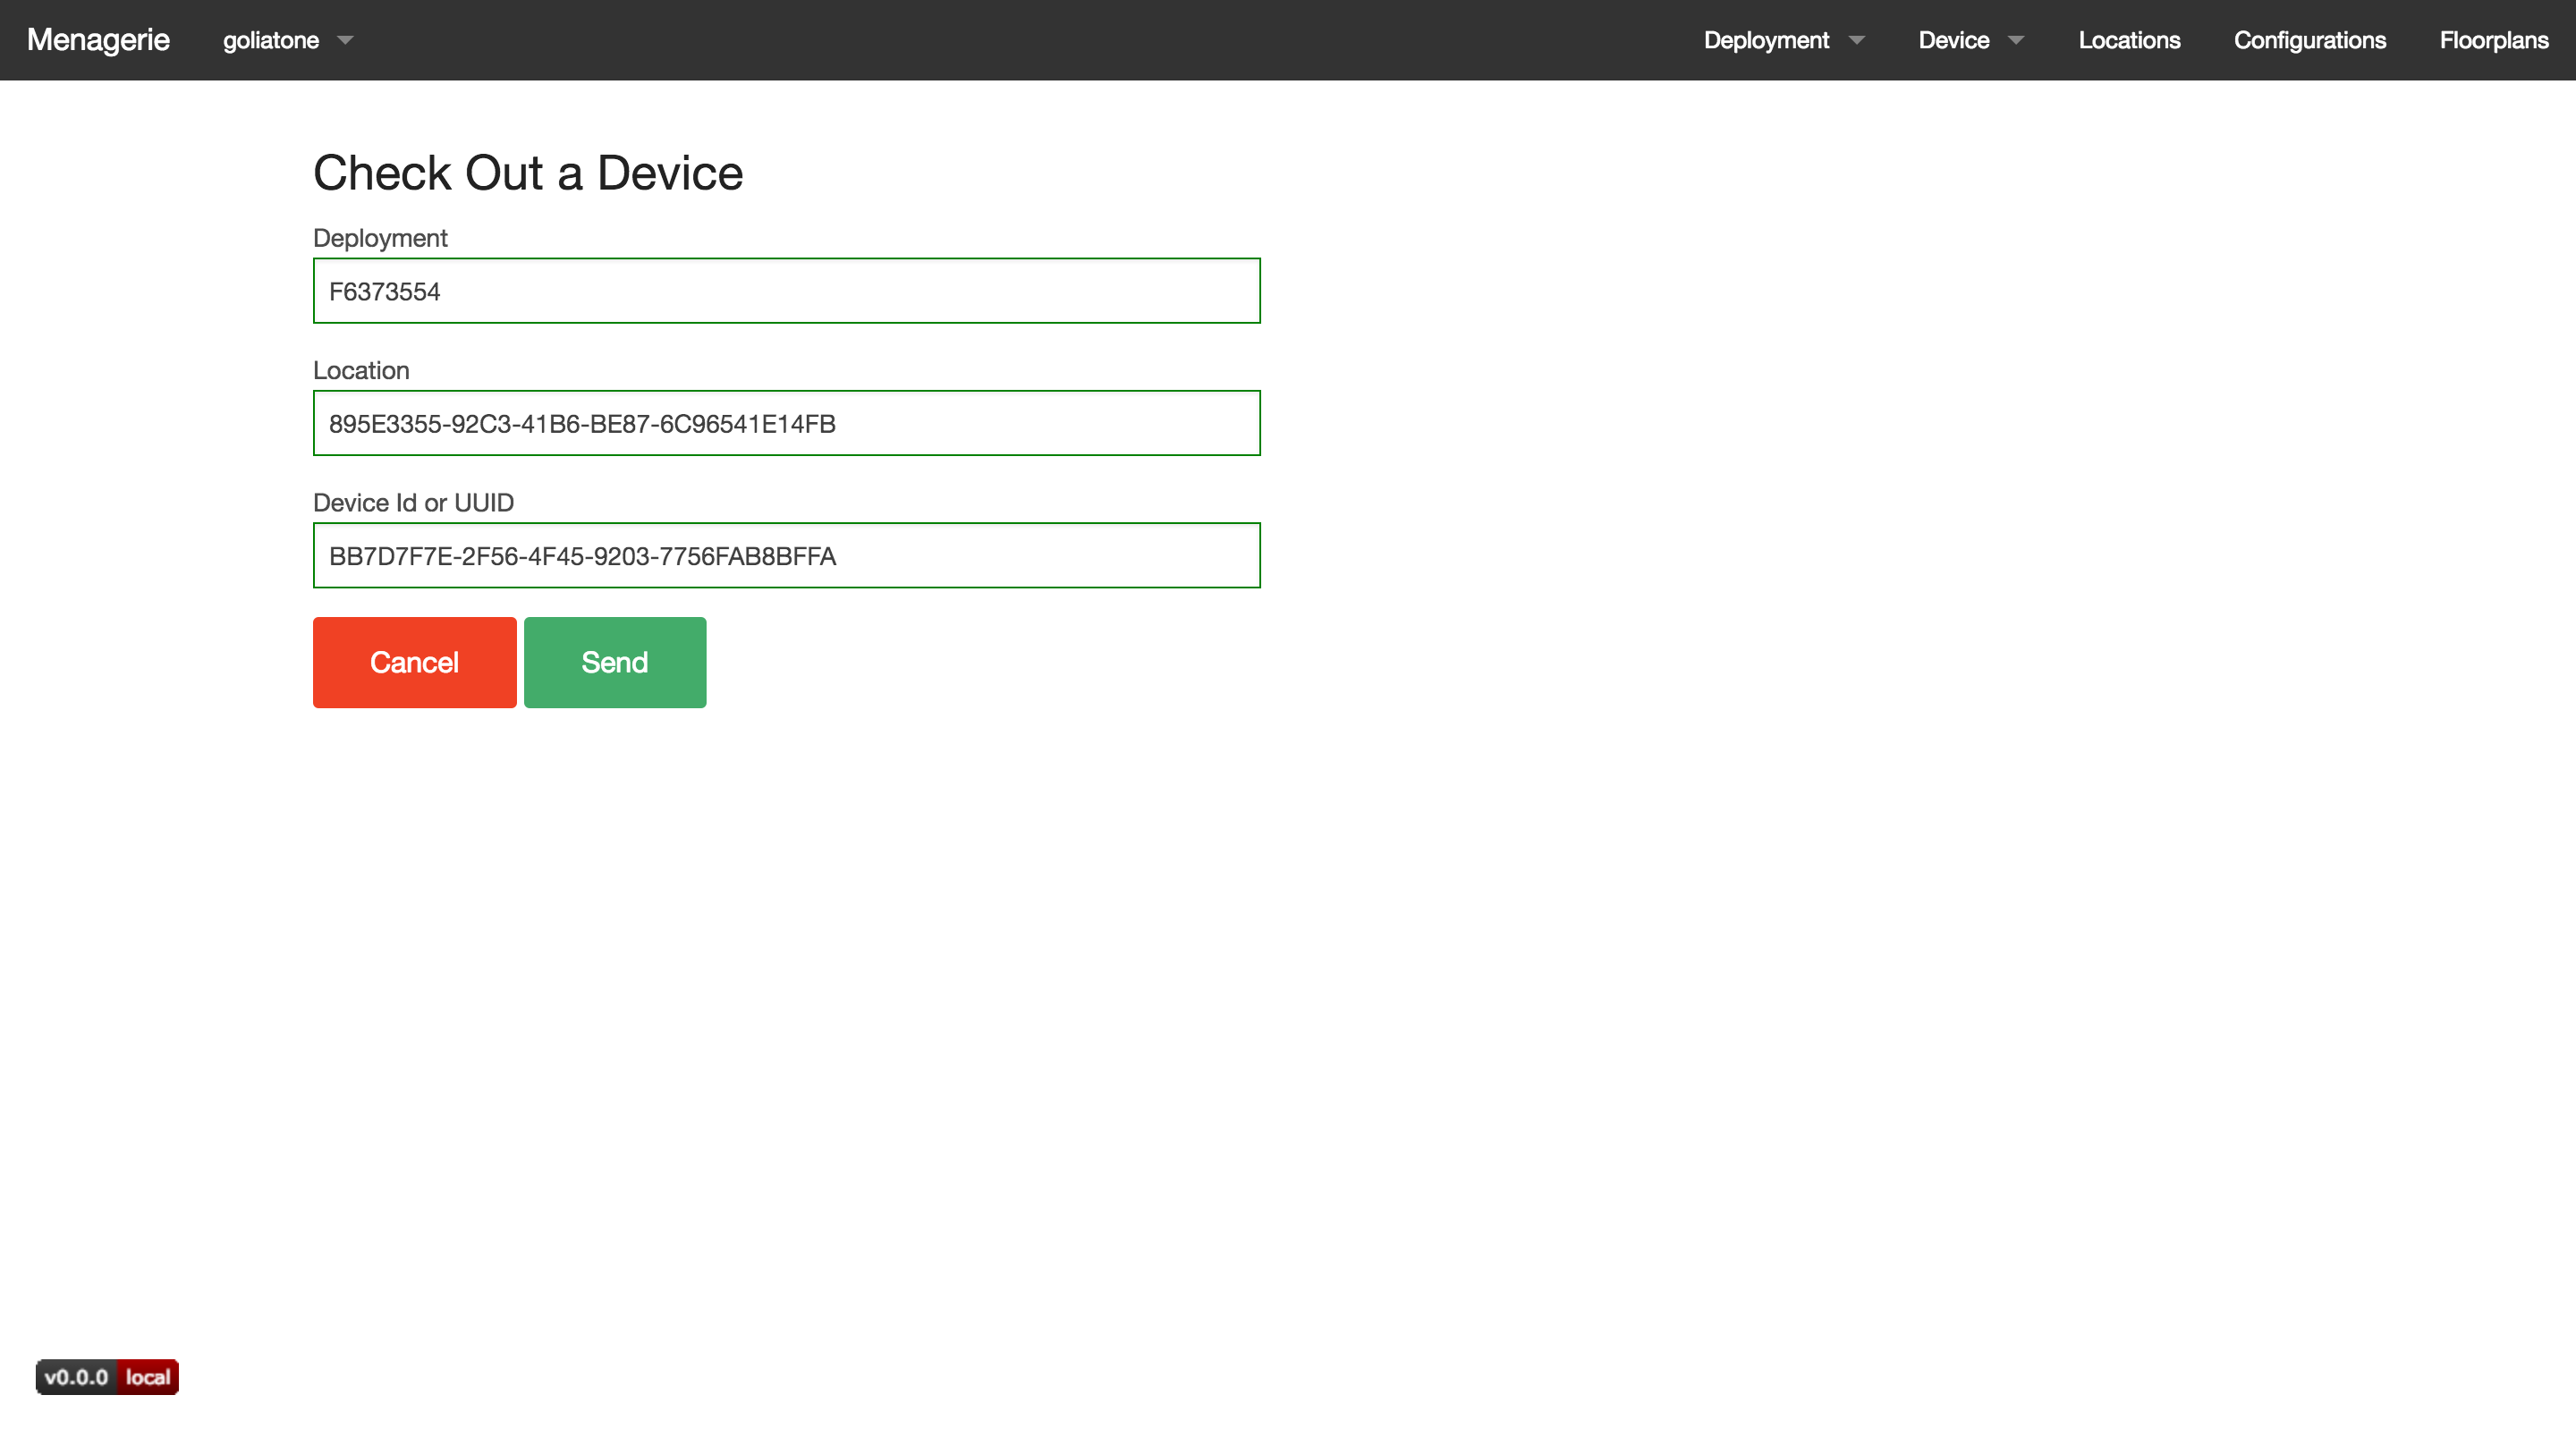 Menagerie goliatone Deployment Device Locations Configurations Floorplans
Check Out a Device
Deployment
F6373554
Location
895E3355-92C3-41B6-BE87-6C96541E14FB
Device Id or UUID
BB7D7F7E-2F56-4F45-9203-7756FAB8BFFA
Cancel Send
v0.0.0 local